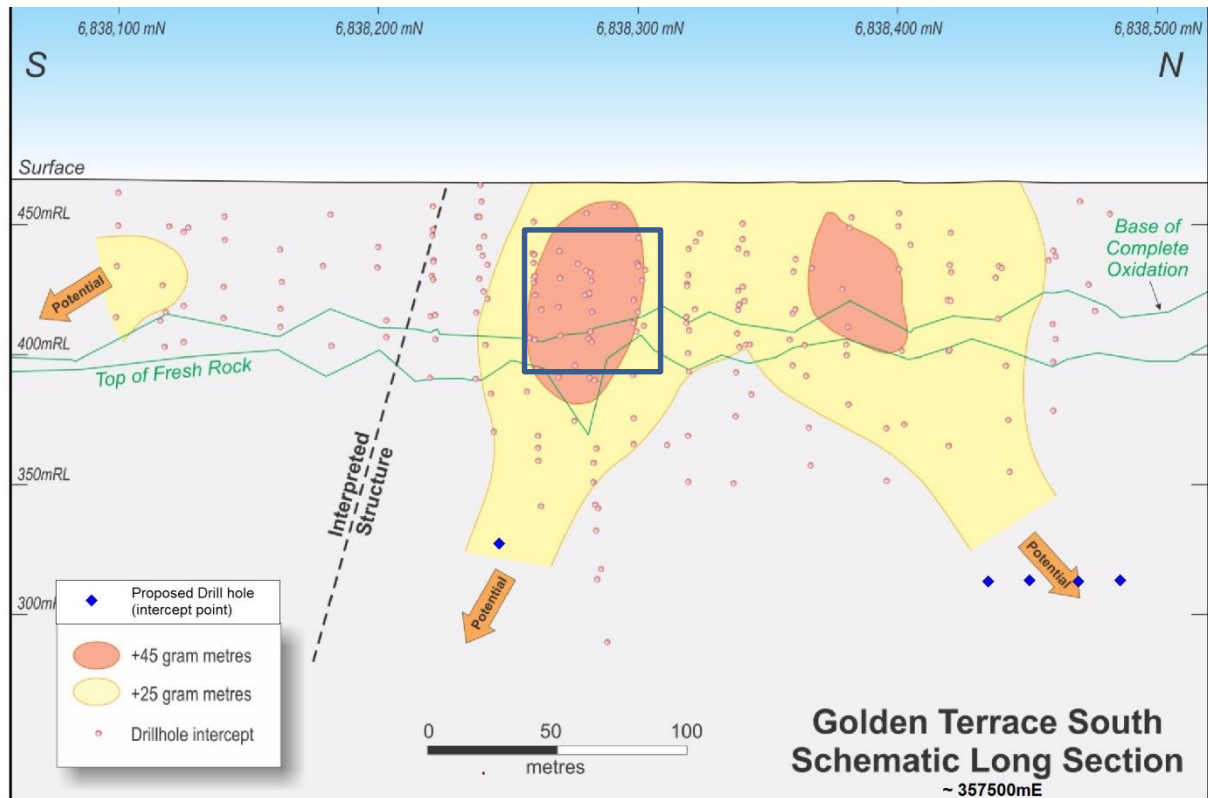 6,838,100 mN
6,838,200 mN
6,838,300 mN
6,838,400 mN
6,838,500 mN
S
N
Surface
450mRL
Base of
Complete
Oxidation
Potential
400mRL
Top of Fresh Rock
350mRL
Interpreted
Structure
Potential
Potential
Proposed Drill hole
(intercept point)
+45 gram metres
+25 gram metres
Drillhole intercept
0
50
100
metres
Golden Terrace South
Schematic Long Section
~ 357500mE